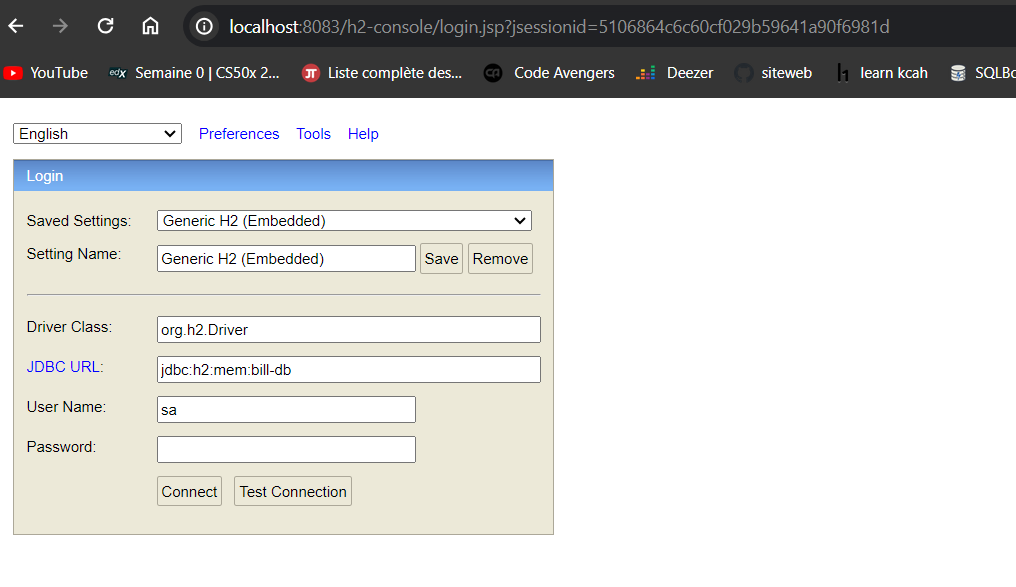 localhost:8083/h2-console/login.jsp?jsessionid=5106864c6c60cf029b59641a90f6981d
YouTube edX Semaine 0 | CS50x 2... Liste complète des... Code Avengers Deezer siteweb learn kcah SQLBo
English Preferences Tools Help
Login
Saved Settings: Generic H2 (Embedded)
Setting Name: Generic H2 (Embedded) Save Remove
Driver Class: org.h2.Driver
JDBC URL: jdbc:h2:mem:bill-db
User Name: sa
Password:
Connect Test Connection